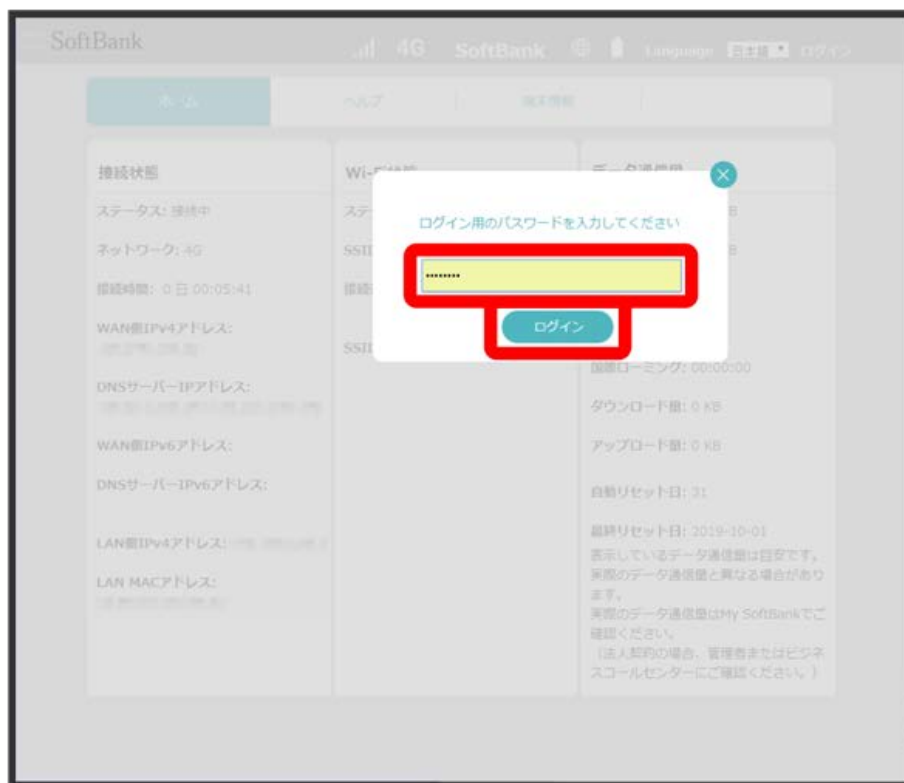 SoftBank
4G SoftBank Language 日本語 ログイン
ホーム ヘルプ 端末情報
接続状態
ステータス: 接続中
ネットワーク: 4G
接続時間: 0 日 00:05:41
WAN側IPv4アドレス:
DNSサーバーIPアドレス:
WAN側IPv6アドレス:
DNSサーバーIPv6アドレス:
LAN側IPv4アドレス:
LAN MACアドレス:
Wi-Fi
ステ
SSID
SSID
データ通信量
B
B
ログイン用のパスワードを入力してください
••••••••
ログイン
国際ローミング: 00:00:00
ダウンロード量: 0 KB
アップロード量: 0 KB
自動リセット日: 31
最終リセット日: 2019-10-01
表示しているデータ通信量は目安です。
実際のデータ通信量と異なる場合があり
ます。
実際のデータ通信量はMy SoftBankでご
確認ください。
（法人契約の場合、管理者またはビジネ
スコールセンターにご確認ください。）